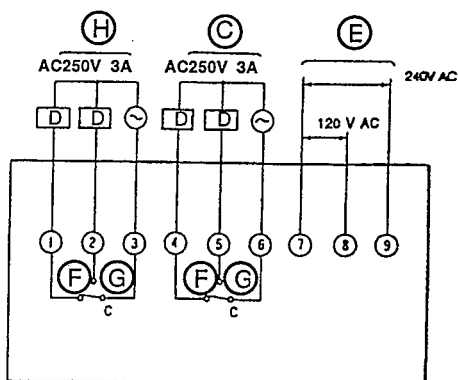 H C E
AC250V 3A AC250V 3A 240V AC
120 V AC
D D ~ D D ~
1 2 3 4 5 6 7 8 9
F G F G
C C